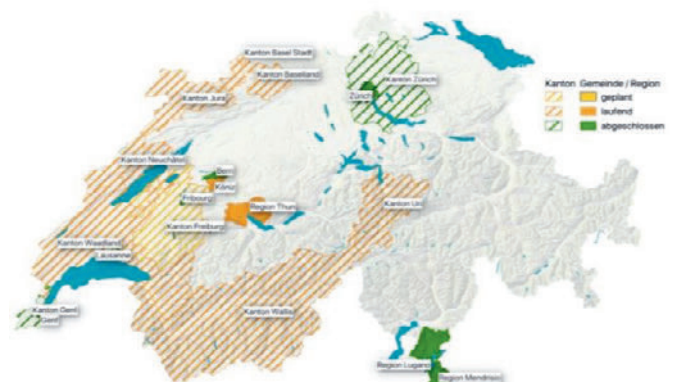 Kanton Basel Stadt
Kanton Baselland
Kanton Jura
Kanton Zürich
Zürich
Kanton Gemeinde / Region
geplant
laufend
abgeschlossen
Kanton Neuchâtel
Bern
Köniz
Fribourg
Region Thun
Kanton Uri
Kanton Freiburg
Kanton Waadtland
Lausanne
Kanton Wallis
Kanton Genf
Genf
Region Lugano
Region Mendrisio